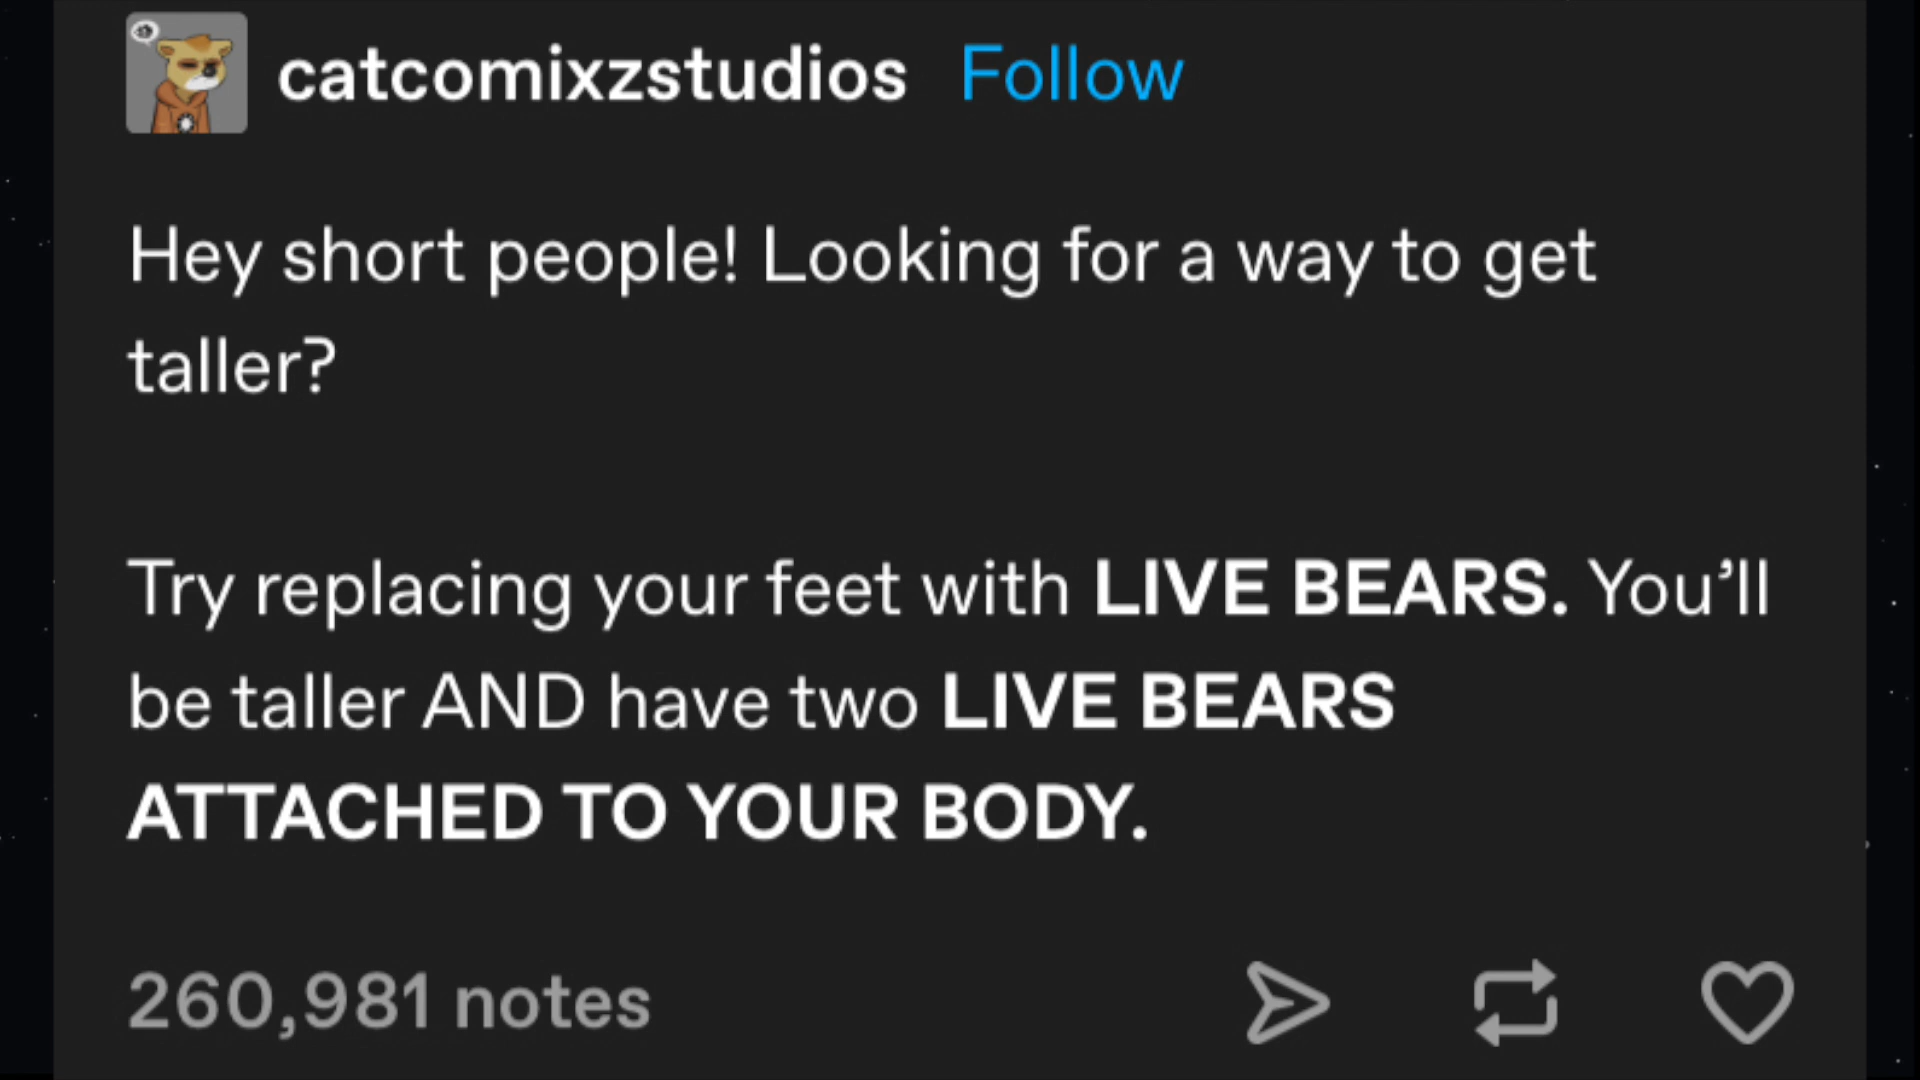 catcomixzstudios Follow
Hey short people! Looking for a way to get
taller?
Try replacing your feet with LIVE BEARS. You’ll
be taller AND have two LIVE BEARS
ATTACHED TO YOUR BODY.
260,981 notes